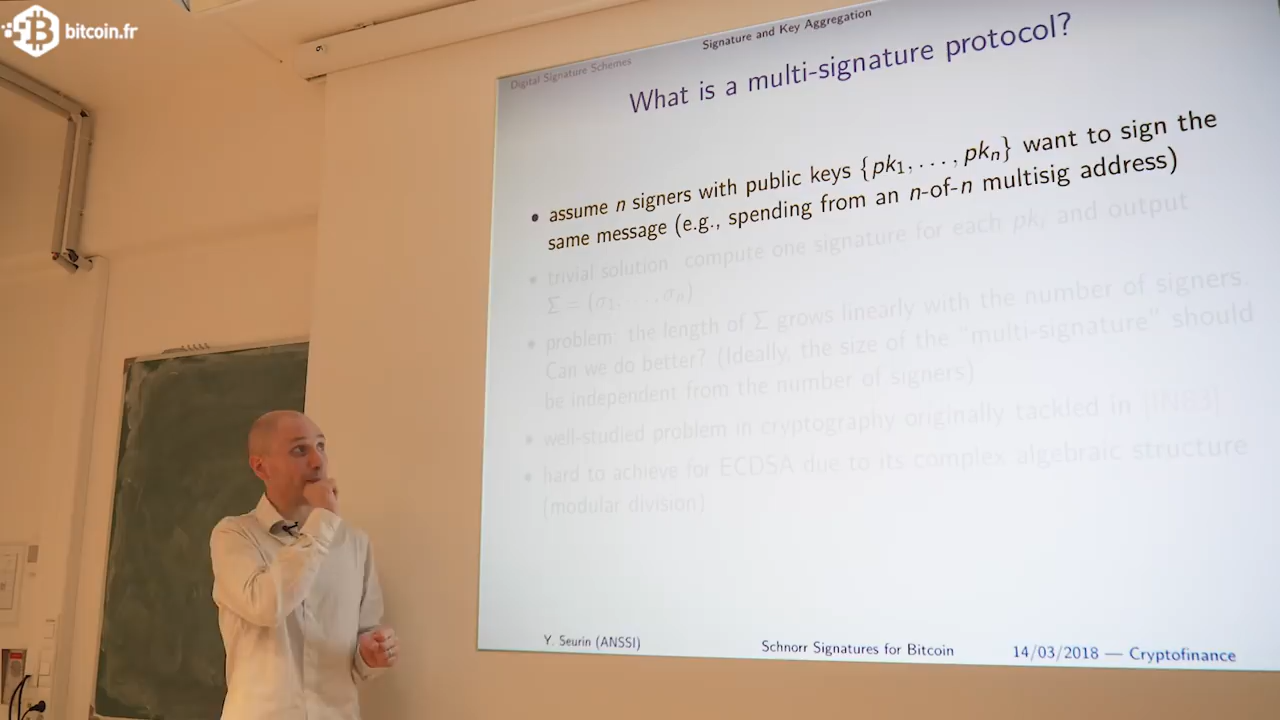 bitcoin.fr
Digital Signature Schemes
Signature and Key Aggregation
What is a multi-signature protocol?
• assume n signers with public keys {pk₁, . . . , pkₙ} want to sign the
same message (e.g., spending from an n-of-n multisig address)
• trivial solution: compute one signature for each pkᵢ and output
Σ = (σ₁, . . . , σₙ)
• problem: the length of Σ grows linearly with the number of signers.
Can we do better? (Ideally, the size of the "multi-signature" should
be independent from the number of signers)
• well-studied problem in cryptography originally tackled in
• hard to achieve for ECDSA due to its complex algebraic structure
(modular division)
Y. Seurin (ANSSI)
Schnorr Signatures for Bitcoin
14/03/2018 — Cryptofinance